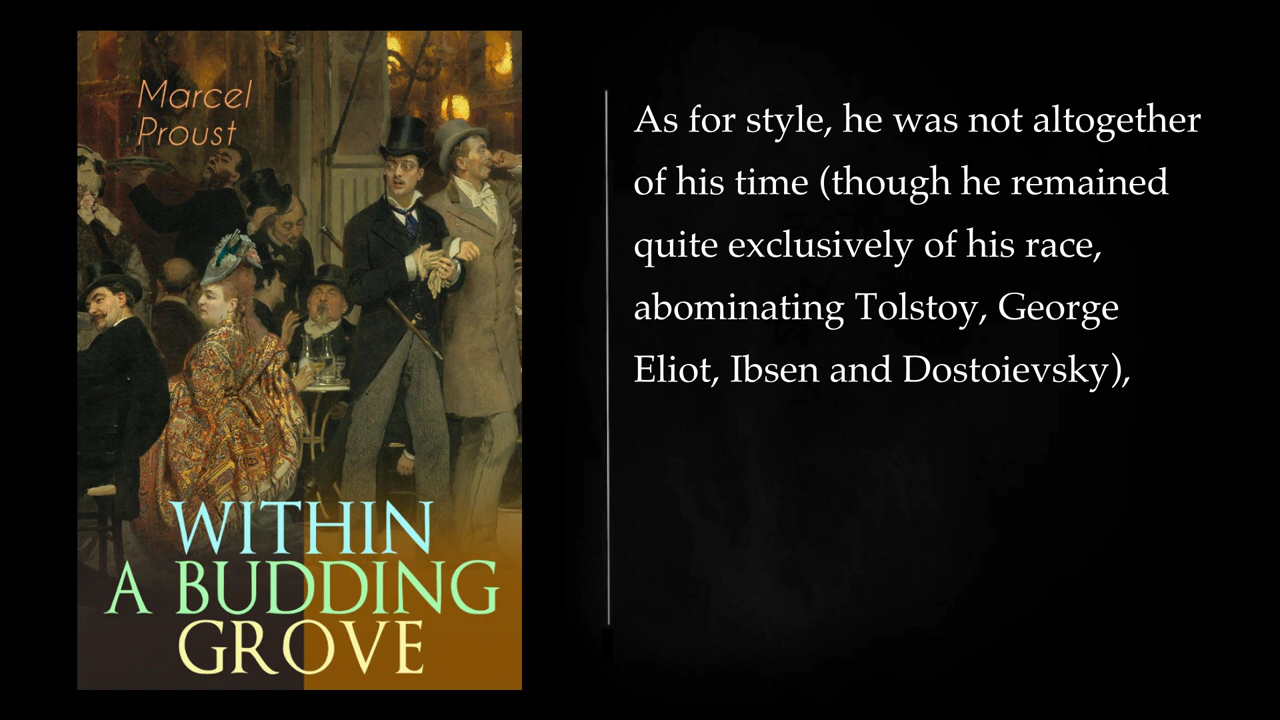 Marcel
Proust
WITHIN
A BUDDING
GROVE
As for style, he was not altogether
of his time (though he remained
quite exclusively of his race,
abominating Tolstoy, George
Eliot, Ibsen and Dostoievsky),